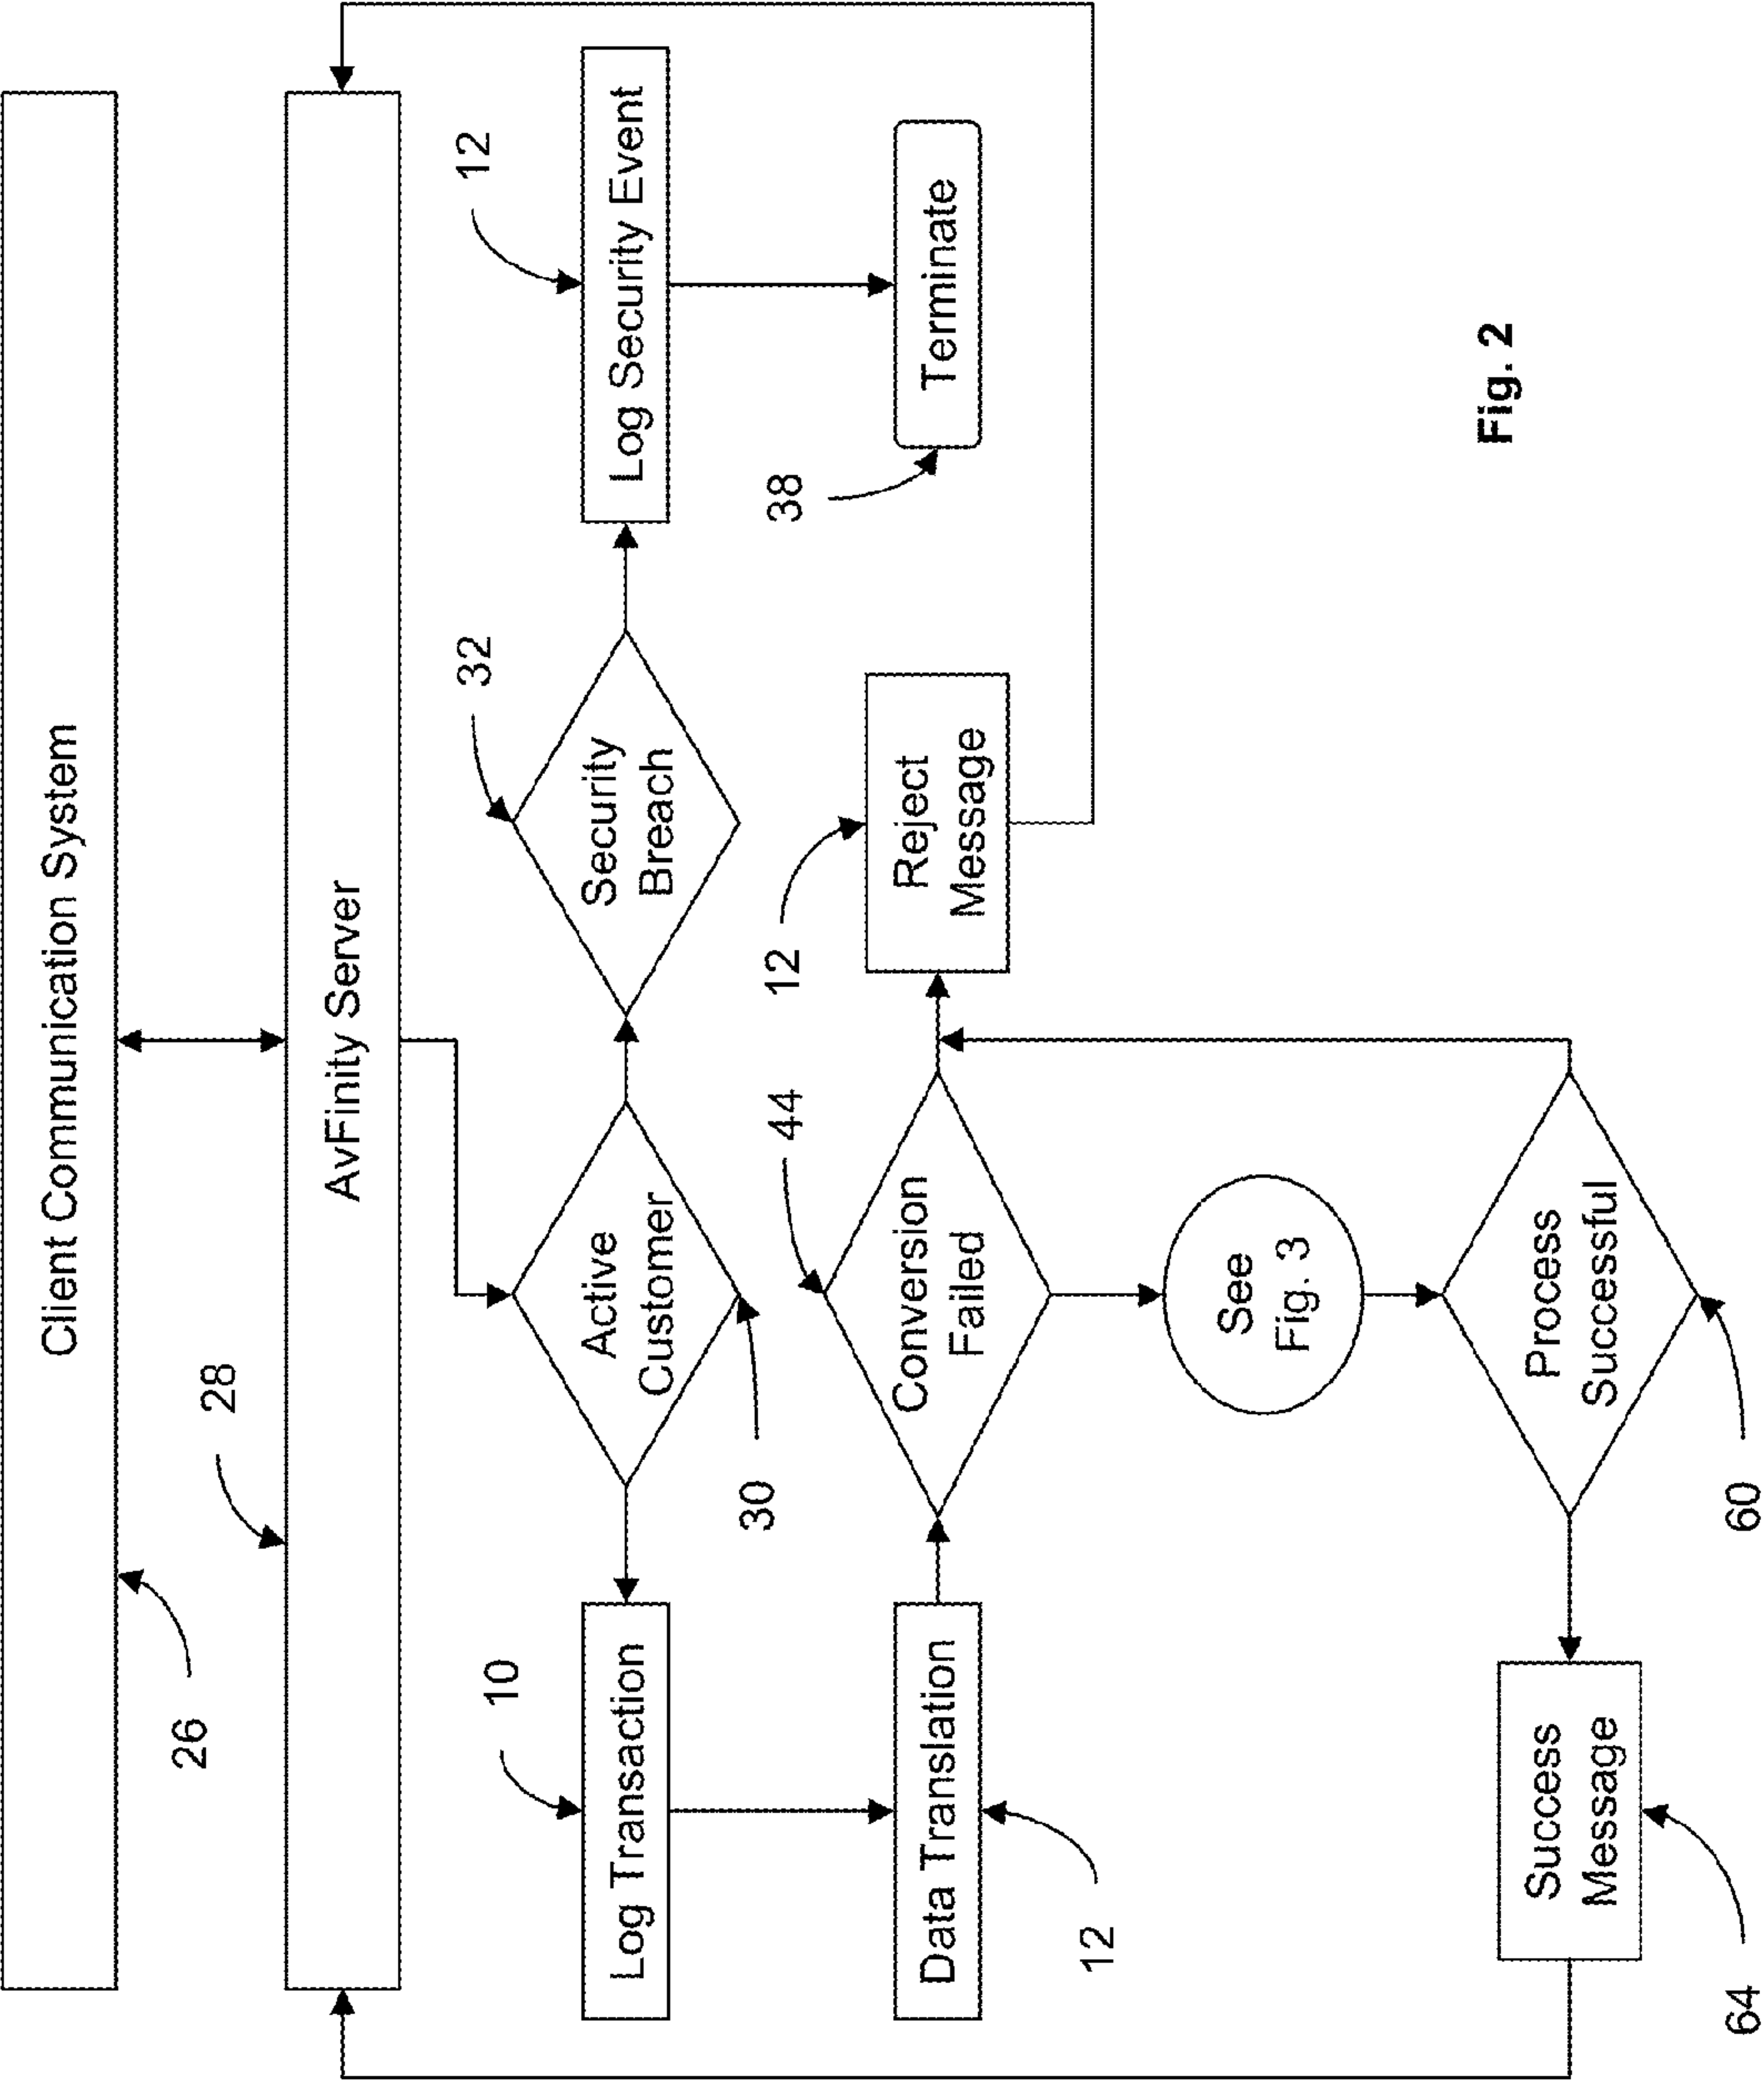 Client Communication System
26
28
AvFinity Server
10
Log Transaction
Active
Customer
30
32
Security
Breach
12
Log Security Event
Data Translation
12
44
Conversion
Failed
12
Reject
Message
38
Terminate
See
Fig. 3
Success
Message
64
Process
Successful
60
Fig. 2